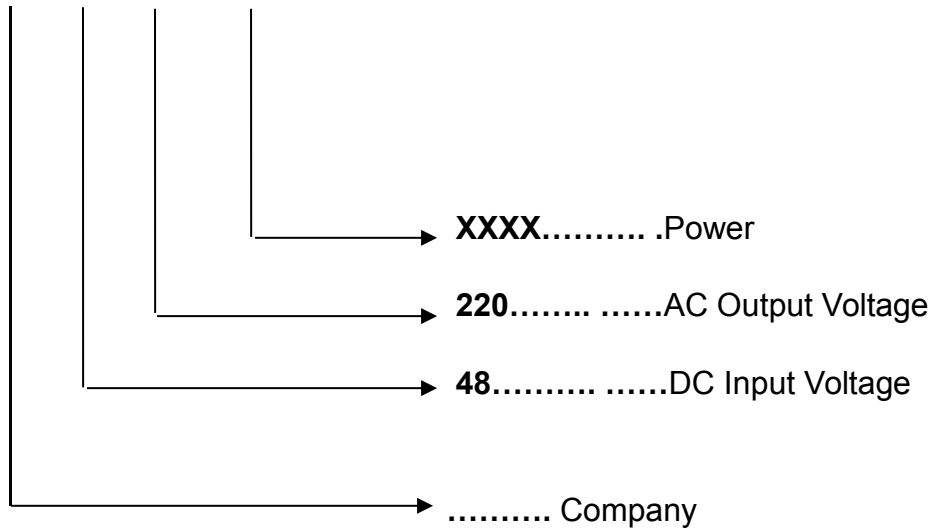 XXXX………. .Power
220…….. ……AC Output Voltage
48………. ……DC Input Voltage
………. Company